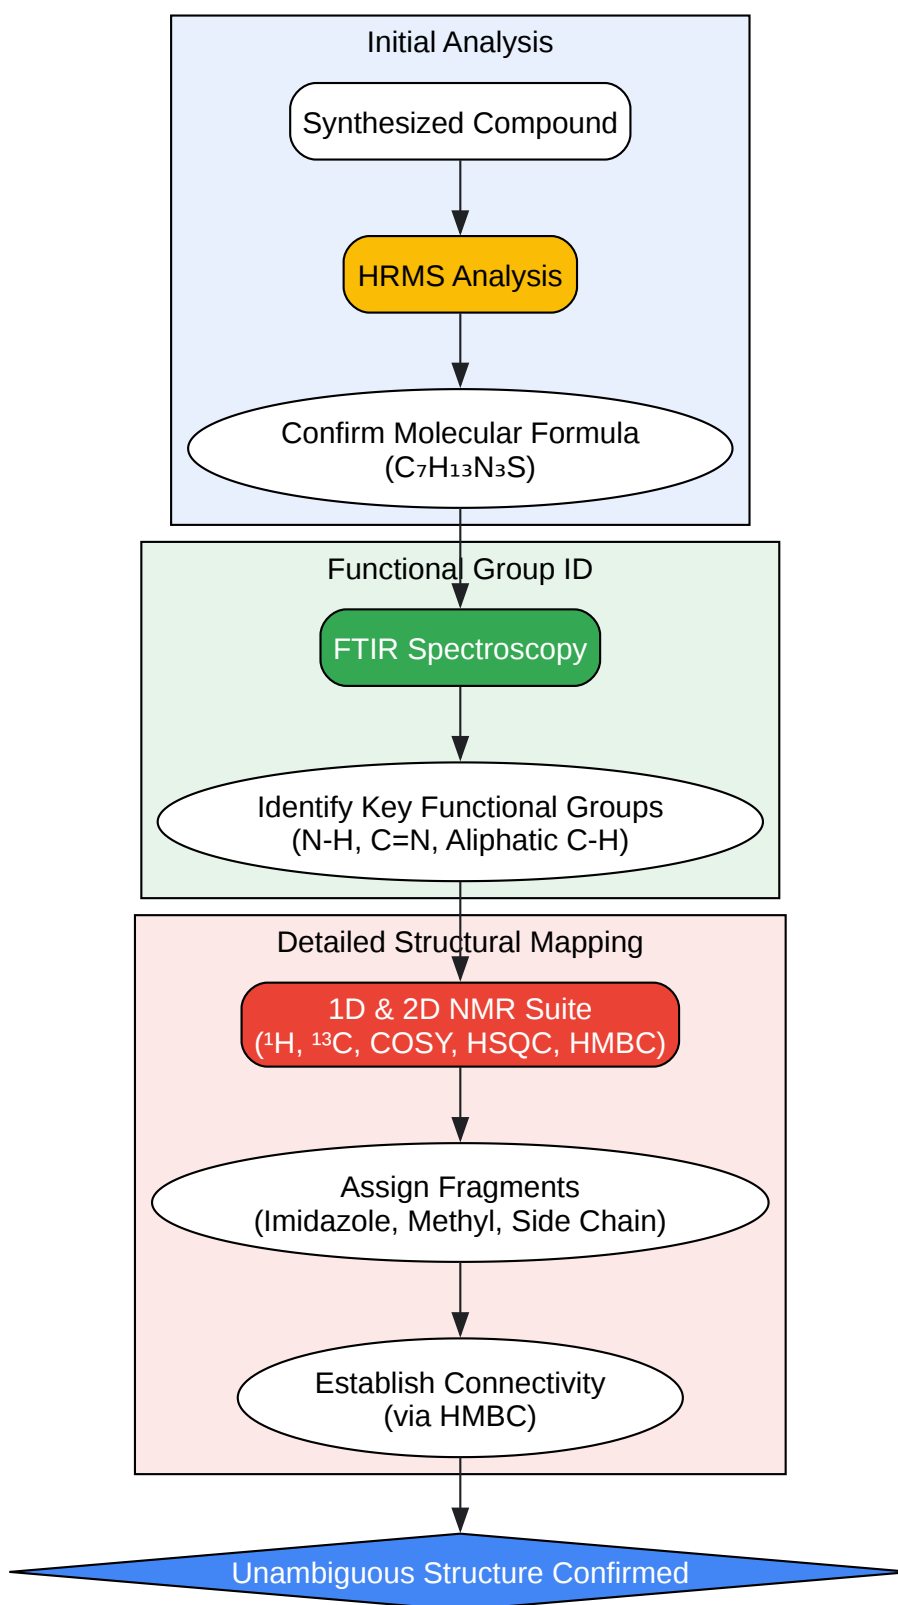 Initial Analysis
Synthesized Compound
HRMS Analysis
Confirm Molecular Formula
(C₇H₁₃N₃S)
Functional Group ID
FTIR Spectroscopy
Identify Key Functional Groups
(N-H, C=N, Aliphatic C-H)
Detailed Structural Mapping
1D & 2D NMR Suite
(¹H, ¹³C, COSY, HSQC, HMBC)
Assign Fragments
(Imidazole, Methyl, Side Chain)
Establish Connectivity
(via HMBC)
Unambiguous Structure Confirmed